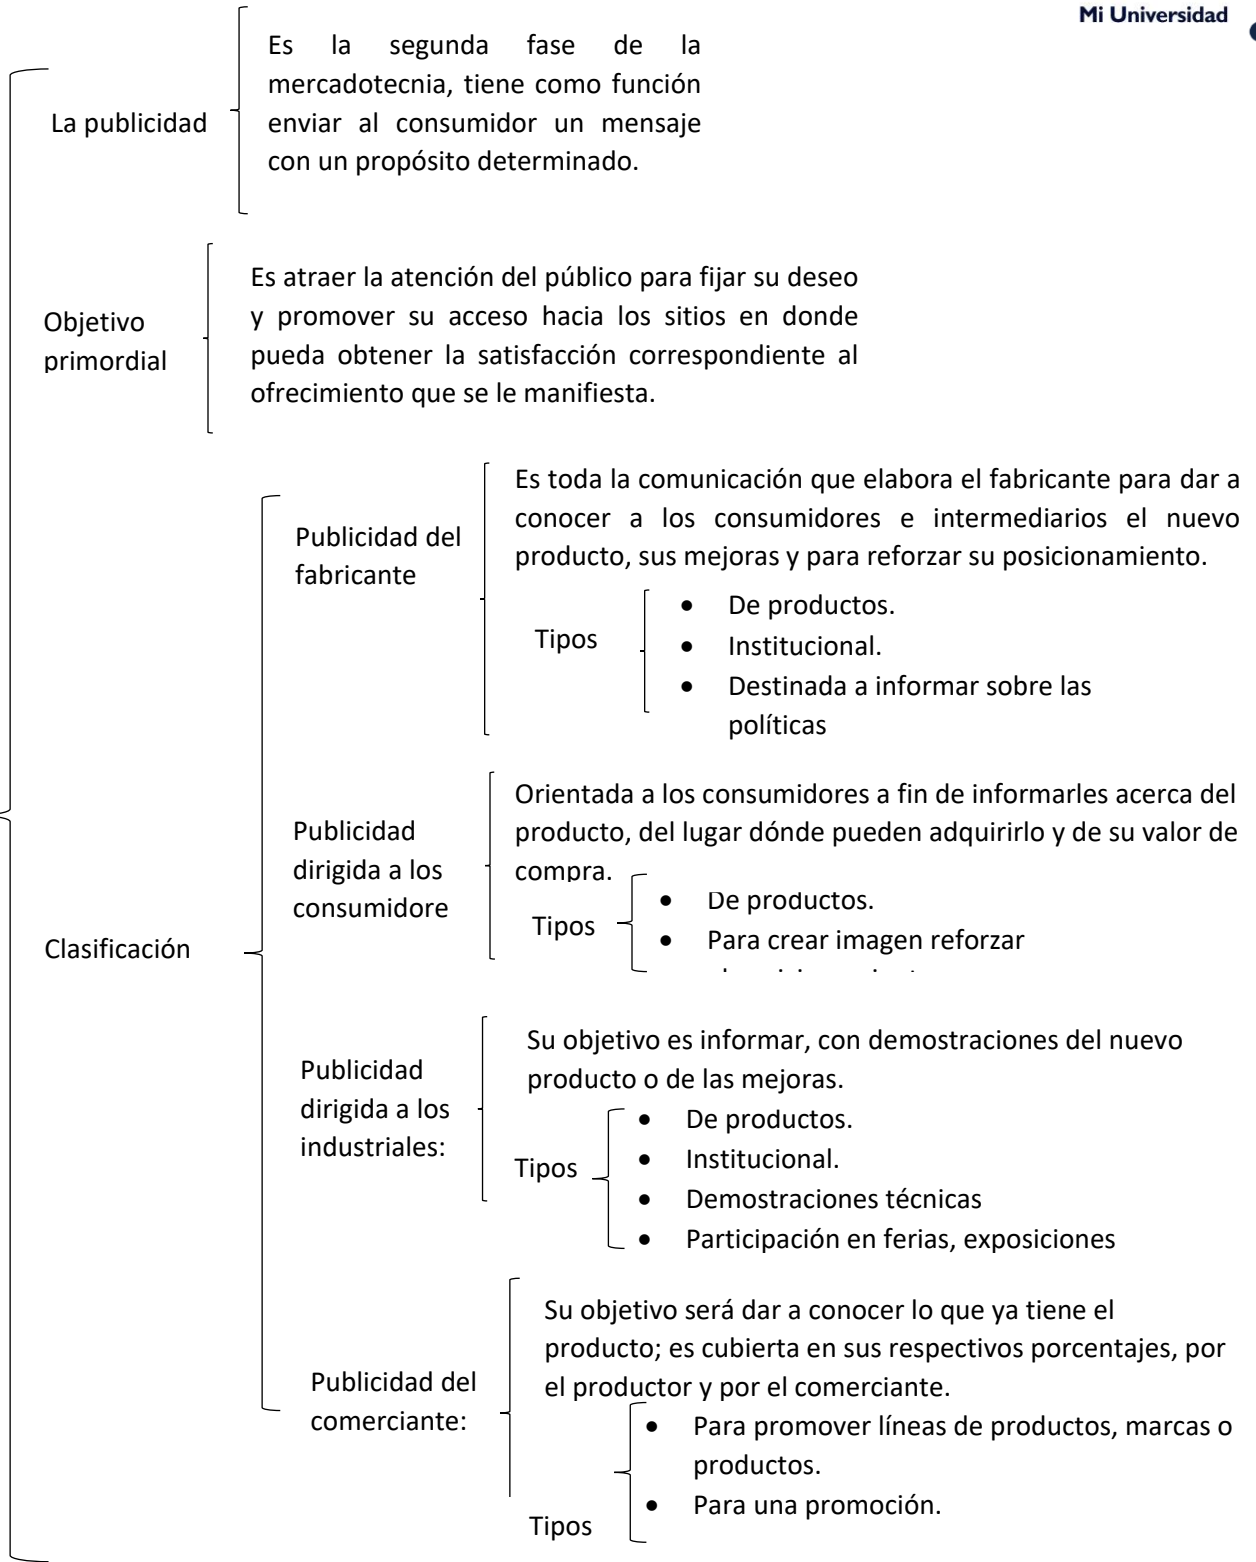 Mi Universidad
La publicidad
Es la segunda fase de la
mercadotecnia, tiene como función
enviar al consumidor un mensaje
con un propósito determinado.
Objetivo
primordial
Es atraer la atención del público para fijar su deseo
y promover su acceso hacia los sitios en donde
pueda obtener la satisfacción correspondiente al
ofrecimiento que se le manifiesta.
Clasificación
Publicidad del
fabricante
Es toda la comunicación que elabora el fabricante para dar a
conocer a los consumidores e intermediarios el nuevo
producto, sus mejoras y para reforzar su posicionamiento.
Tipos
• De productos.
• Institucional.
• Destinada a informar sobre las
políticas
Publicidad
dirigida a los
consumidore
Orientada a los consumidores a fin de informarles acerca del
producto, del lugar dónde pueden adquirirlo y de su valor de
compra.
Tipos
• De productos.
• Para crear imagen reforzar
Publicidad
dirigida a los
industriales:
Su objetivo es informar, con demostraciones del nuevo
producto o de las mejoras.
Tipos
• De productos.
• Institucional.
• Demostraciones técnicas
• Participación en ferias, exposiciones
Publicidad del
comerciante:
Su objetivo será dar a conocer lo que ya tiene el
producto; es cubierta en sus respectivos porcentajes, por
el productor y por el comerciante.
Tipos
• Para promover líneas de productos, marcas o
productos.
• Para una promoción.